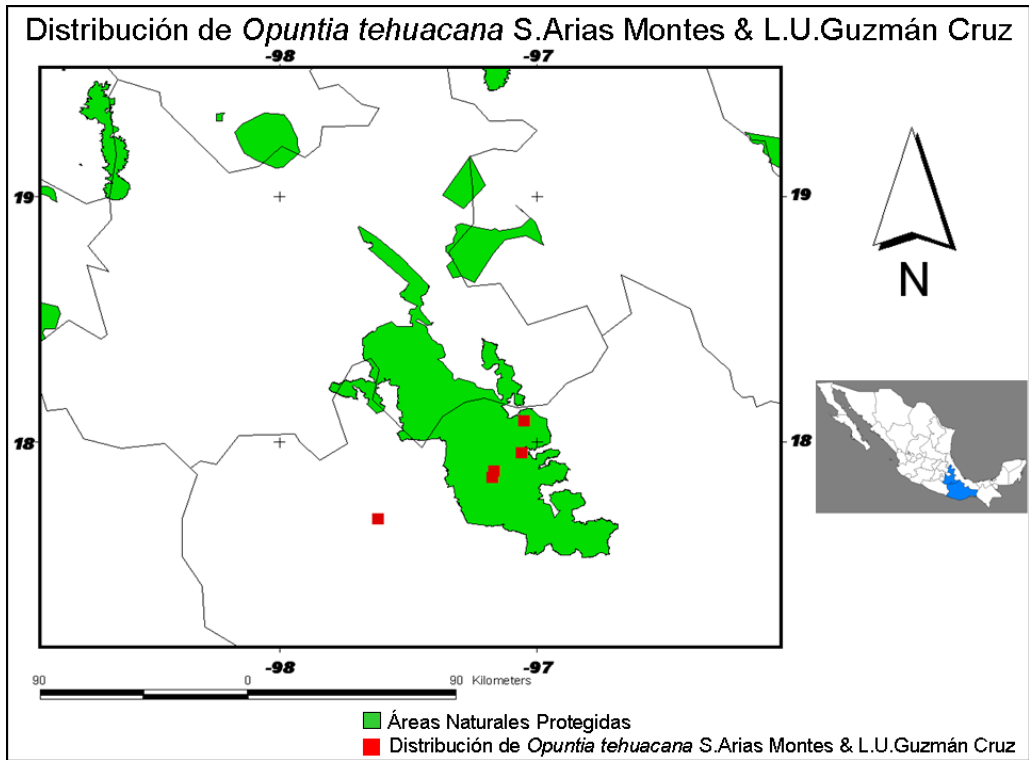 Distribución de Opuntia tehuacana S.Arias Montes & L.U.Guzmán Cruz
-98 -97
19 19
N
18 18
-98 -97
90 0 90 Kilometers
Áreas Naturales Protegidas
Distribución de Opuntia tehuacana S.Arias Montes & L.U.Guzmán Cruz